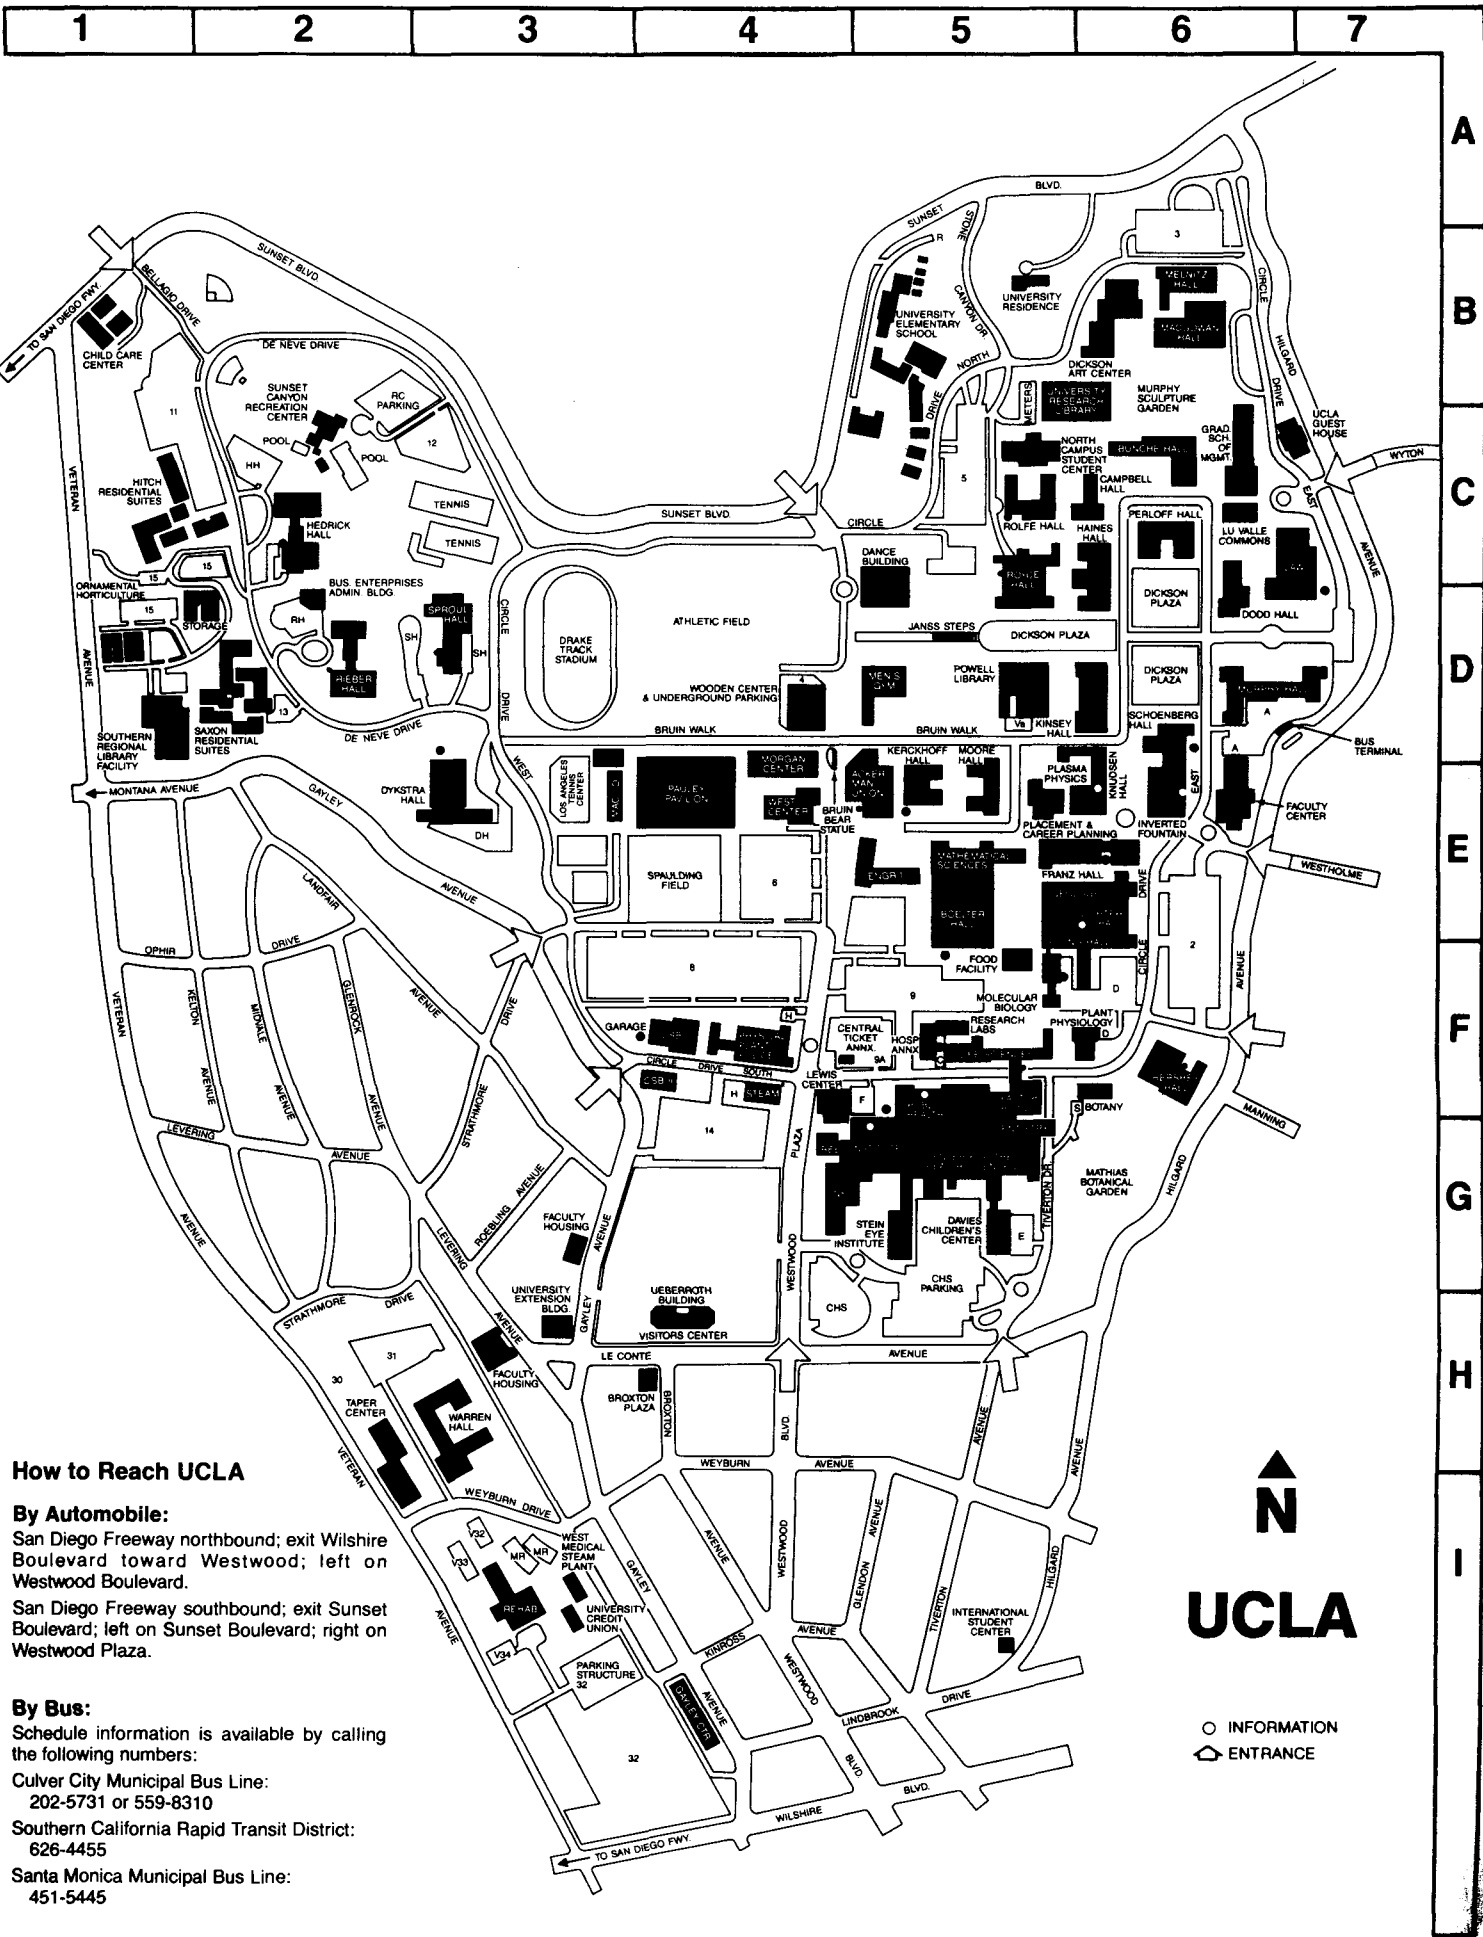 1 2 3 4 5 6 7
A
B
C
D
E
F
G
H
I
BLVD.
SUNSET
STONE
CANYON DR.
R
3
SUNSET BLVD.
BELLAGIO DRIVE
TO SAN DIEGO FWY.
CHILD CARE
CENTER
DE NEVE DRIVE
SUNSET
CANYON
RECREATION
CENTER
RC
PARKING
11
12
POOL
POOL
HH
UNIVERSITY
RESIDENCE
UNIVERSITY
ELEMENTARY
SCHOOL
NORTH
DRIVE
MELNITZ
HALL
MACGOWAN
HALL
DICKSON
ART CENTER
CIRCLE
DRIVE
HILGARD
METERS
UNIVERSITY
RESEARCH
LIBRARY
MURPHY
SCULPTURE
GARDEN
UCLA
GUEST
HOUSE
WYTON
GRAD.
SCH.
OF
MGMT.
NORTH
CAMPUS
STUDENT
CENTER
BUNCHE HALL
CAMPBELL
HALL
VETERAN
HITCH
RESIDENTIAL
SUITES
HEDRICK
HALL
TENNIS
TENNIS
SUNSET BLVD.
CIRCLE
5
ROLFE HALL
HAINES
HALL
PERLOFF HALL
LU VALLE
COMMONS
EAST
AVENUE
LAW
ORNAMENTAL
HORTICULTURE
15
15
15
STORAGE
BUS. ENTERPRISES
ADMIN. BLDG.
RH
SPROUL
HALL
SH
SH
RIEBER
HALL
CIRCLE
DRIVE
DRAKE
TRACK
STADIUM
ATHLETIC FIELD
DANCE
BUILDING
ROYCE
HALL
DICKSON
PLAZA
DODD HALL
JANSS STEPS
DICKSON PLAZA
AVENUE
SOUTHERN
REGIONAL
LIBRARY
FACILITY
SAXON
RESIDENTIAL
SUITES
13
DE NEVE DRIVE
WOODEN CENTER
& UNDERGROUND PARKING
4
MEN'S
GYM
POWELL
LIBRARY
KINSEY
HALL
DICKSON
PLAZA
SCHOENBERG
HALL
MURPHY HALL
A
A
BUS
TERMINAL
BRUIN WALK
BRUIN WALK
MONTANA AVENUE
GAYLEY
AVENUE
DYKSTRA
HALL
DH
WEST
LOS ANGELES
TENNIS
CENTER
MAC
PAULEY
PAVILION
MORGAN
CENTER
WEST
CENTER
BRUIN
BEAR
STATUE
ACKER
MAN
UNION
KERCKHOFF
HALL
MOORE
HALL
PLASMA
PHYSICS
KNUDSEN
HALL
PLACEMENT &
CAREER PLANNING
INVERTED
FOUNTAIN
EAST
FACULTY
CENTER
WESTHOLME
SPAULDING
FIELD
6
ENGR I
MATHEMATICAL
SCIENCES
BOELTER
HALL
FRANZ HALL
DRIVE
CIRCLE
2
LANDFAIR
OPHIR
DRIVE
KELTON
AVENUE
MIDVALE
AVENUE
GLENROCK
AVENUE
AVENUE
VETERAN
AVENUE
DRIVE
STRATHMORE
8
9
FOOD
FACILITY
MOLECULAR
BIOLOGY
D
PLANT
PHYSIOLOGY
D
AVENUE
GARAGE
H
CENTRAL
TICKET
ANNX.
9A
HOSP.
ANNX
RESEARCH
LABS
C
CIRCLE DRIVE SOUTH
LEWIS
CENTER
CSB II
H
STEAM
F
HERSHEY
HALL
S
BOTANY
MANNING
14
PLAZA
WESTWOOD
LEVERING
AVENUE
ROEBLING AVENUE
LEVERING
AVENUE
FACULTY
HOUSING
AVENUE
GAYLEY
MATHIAS
BOTANICAL
GARDEN
TIVERTON DR.
HILGARD
STEIN
EYE
INSTITUTE
DAVIES
CHILDREN'S
CENTER
E
CHS
PARKING
CHS
UNIVERSITY
EXTENSION
BLDG.
UEBERROTH
BUILDING
VISITORS CENTER
STRATHMORE DRIVE
LE CONTE
AVENUE
31
30
TAPER
CENTER
WARREN
HALL
FACULTY
HOUSING
BROXTON
PLAZA
BROXTON
BLVD.
AVENUE
AVENUE
VETERAN
AVENUE
WEYBURN DRIVE
WEYBURN
AVENUE
V32
V33
MR
MR
V34
WEST
MEDICAL
STEAM
PLANT
REHAB
UNIVERSITY
CREDIT
UNION
PARKING
STRUCTURE
32
32
GAYLEY
AVENUE
WESTWOOD
GLENDON
AVENUE
TIVERTON
HILGARD
INTERNATIONAL
STUDENT
CENTER
KINROSS
AVENUE
AVENUE
WESTWOOD
BLVD.
GAYLEY CTR
LINDBROOK
DRIVE
WILSHIRE
BLVD.
TO SAN DIEGO FWY.
How to Reach UCLA
By Automobile:
San Diego Freeway northbound; exit Wilshire
Boulevard toward Westwood; left on
Westwood Boulevard.
San Diego Freeway southbound; exit Sunset
Boulevard; left on Sunset Boulevard; right on
Westwood Plaza.
By Bus:
Schedule information is available by calling
the following numbers:
Culver City Municipal Bus Line:
202-5731 or 559-8310
Southern California Rapid Transit District:
626-4455
Santa Monica Municipal Bus Line:
451-5445
N
UCLA
INFORMATION
ENTRANCE